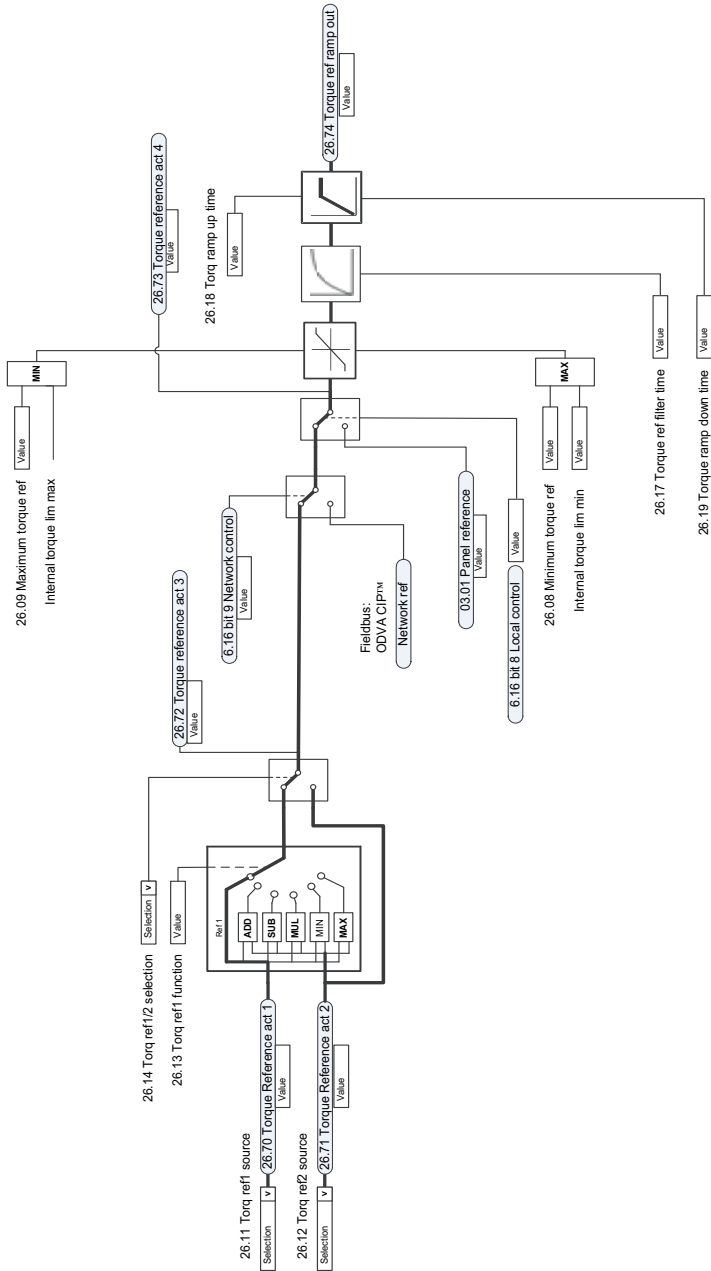 26.11 Torq ref1 source
Selection v
26.70 Torque Reference act 1
Value
26.12 Torq ref2 source
Selection v
26.71 Torque Reference act 2
Value
26.14 Torq ref1/2 selection
Selection v
26.13 Torq ref1 function
Value
Ref1
ADD
SUB
MUL
MIN
MAX
26.72 Torque reference act 3
Value
6.16 bit 9 Network control
Value
Fieldbus:
ODVA CIP™
Network ref
03.01 Panel reference
Value
6.16 bit 8 Local control
Value
26.09 Maximum torque ref
Value
Internal torque lim max
MIN
26.73 Torque reference act 4
Value
26.08 Minimum torque ref
Value
Internal torque lim min
Value
MAX
26.18 Torq ramp up time
Value
26.74 Torque ref ramp out
Value
26.17 Torque ref filter time
Value
26.19 Torque ramp down time
Value